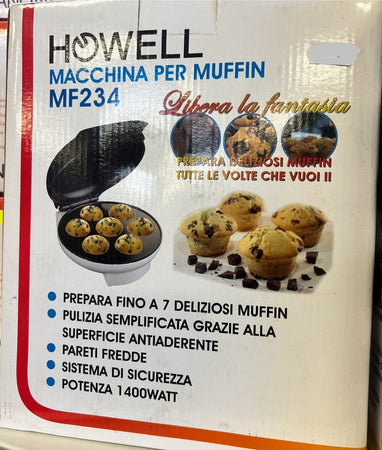 HOWELL
MACCHINA PER MUFFIN
MF234
Libera la fantasia
PREPARA DELIZIOSI MUFFIN
TUTTE LE VOLTE CHE VUOI !!
PREPARA FINO A 7 DELIZIOSI MUFFIN
PULIZIA SEMPLIFICATA GRAZIE ALLA
SUPERFICIE ANTIADERENTE
PARETI FREDDE
SISTEMA DI SICUREZZA
POTENZA 1400WATT